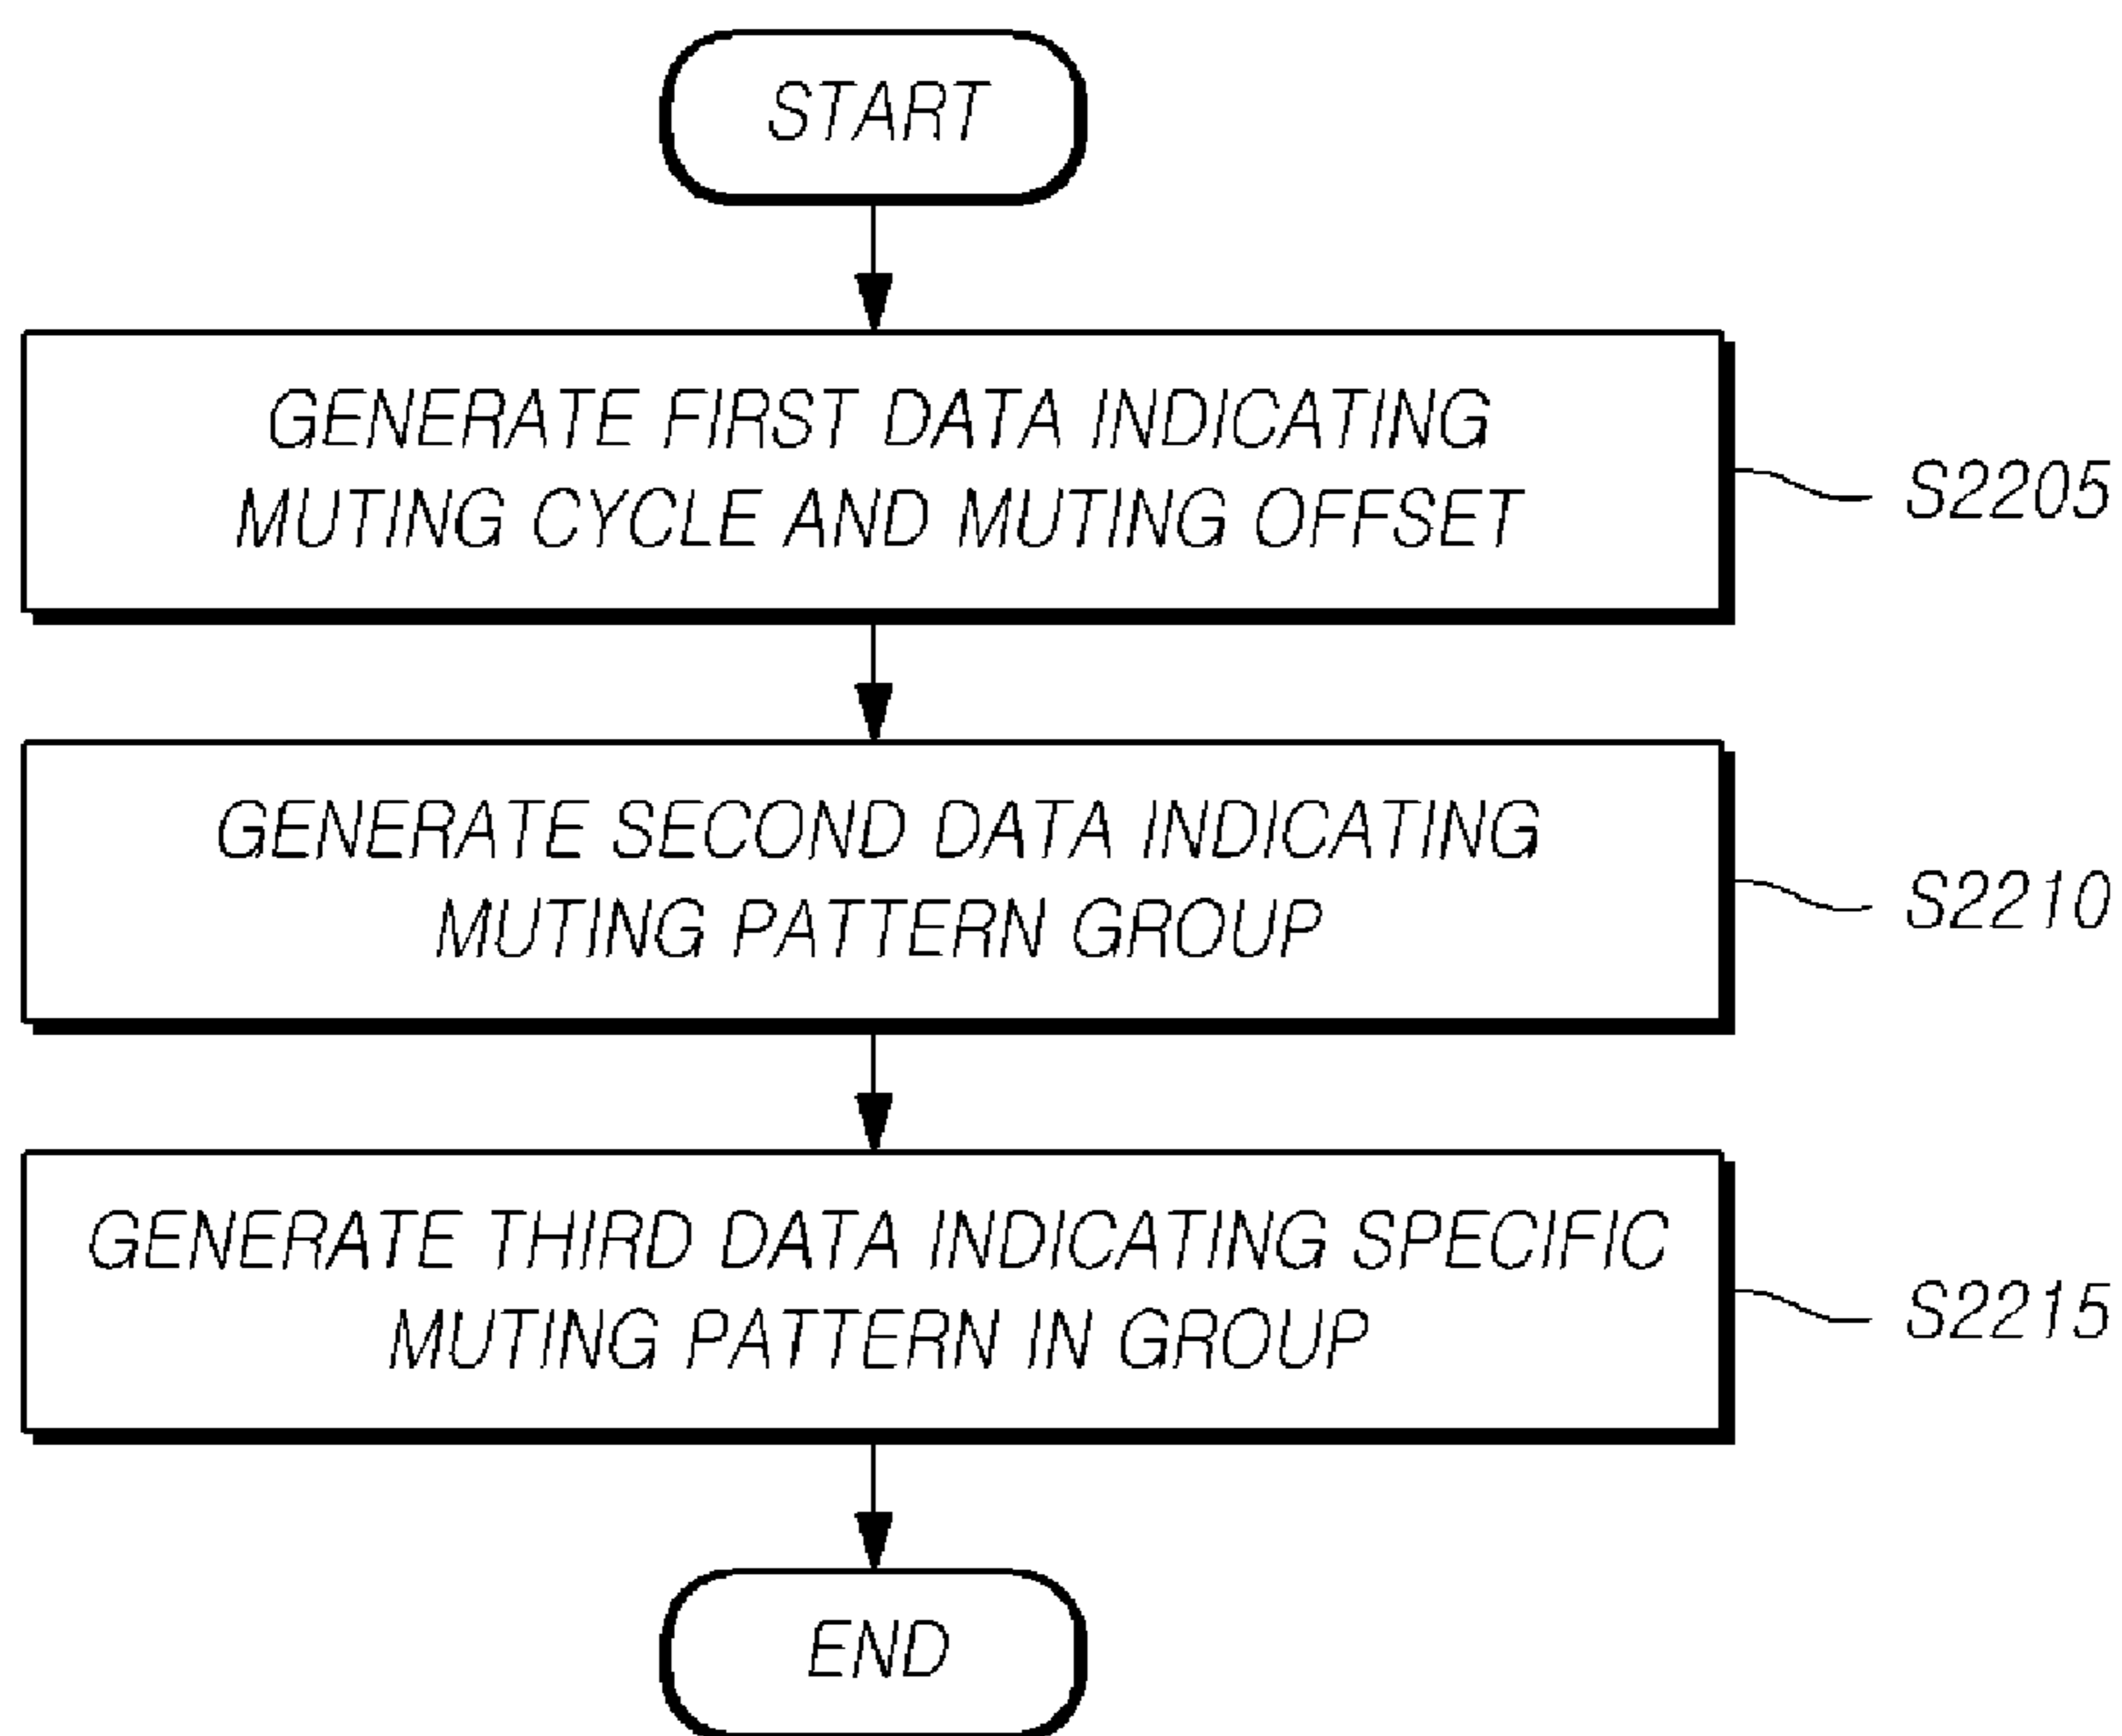 START
GENERATE FIRST DATA INDICATING
MUTING CYCLE AND MUTING OFFSET
S2205
GENERATE SECOND DATA INDICATING
MUTING PATTERN GROUP
S2210
GENERATE THIRD DATA INDICATING SPECIFIC
MUTING PATTERN IN GROUP
S2215
END